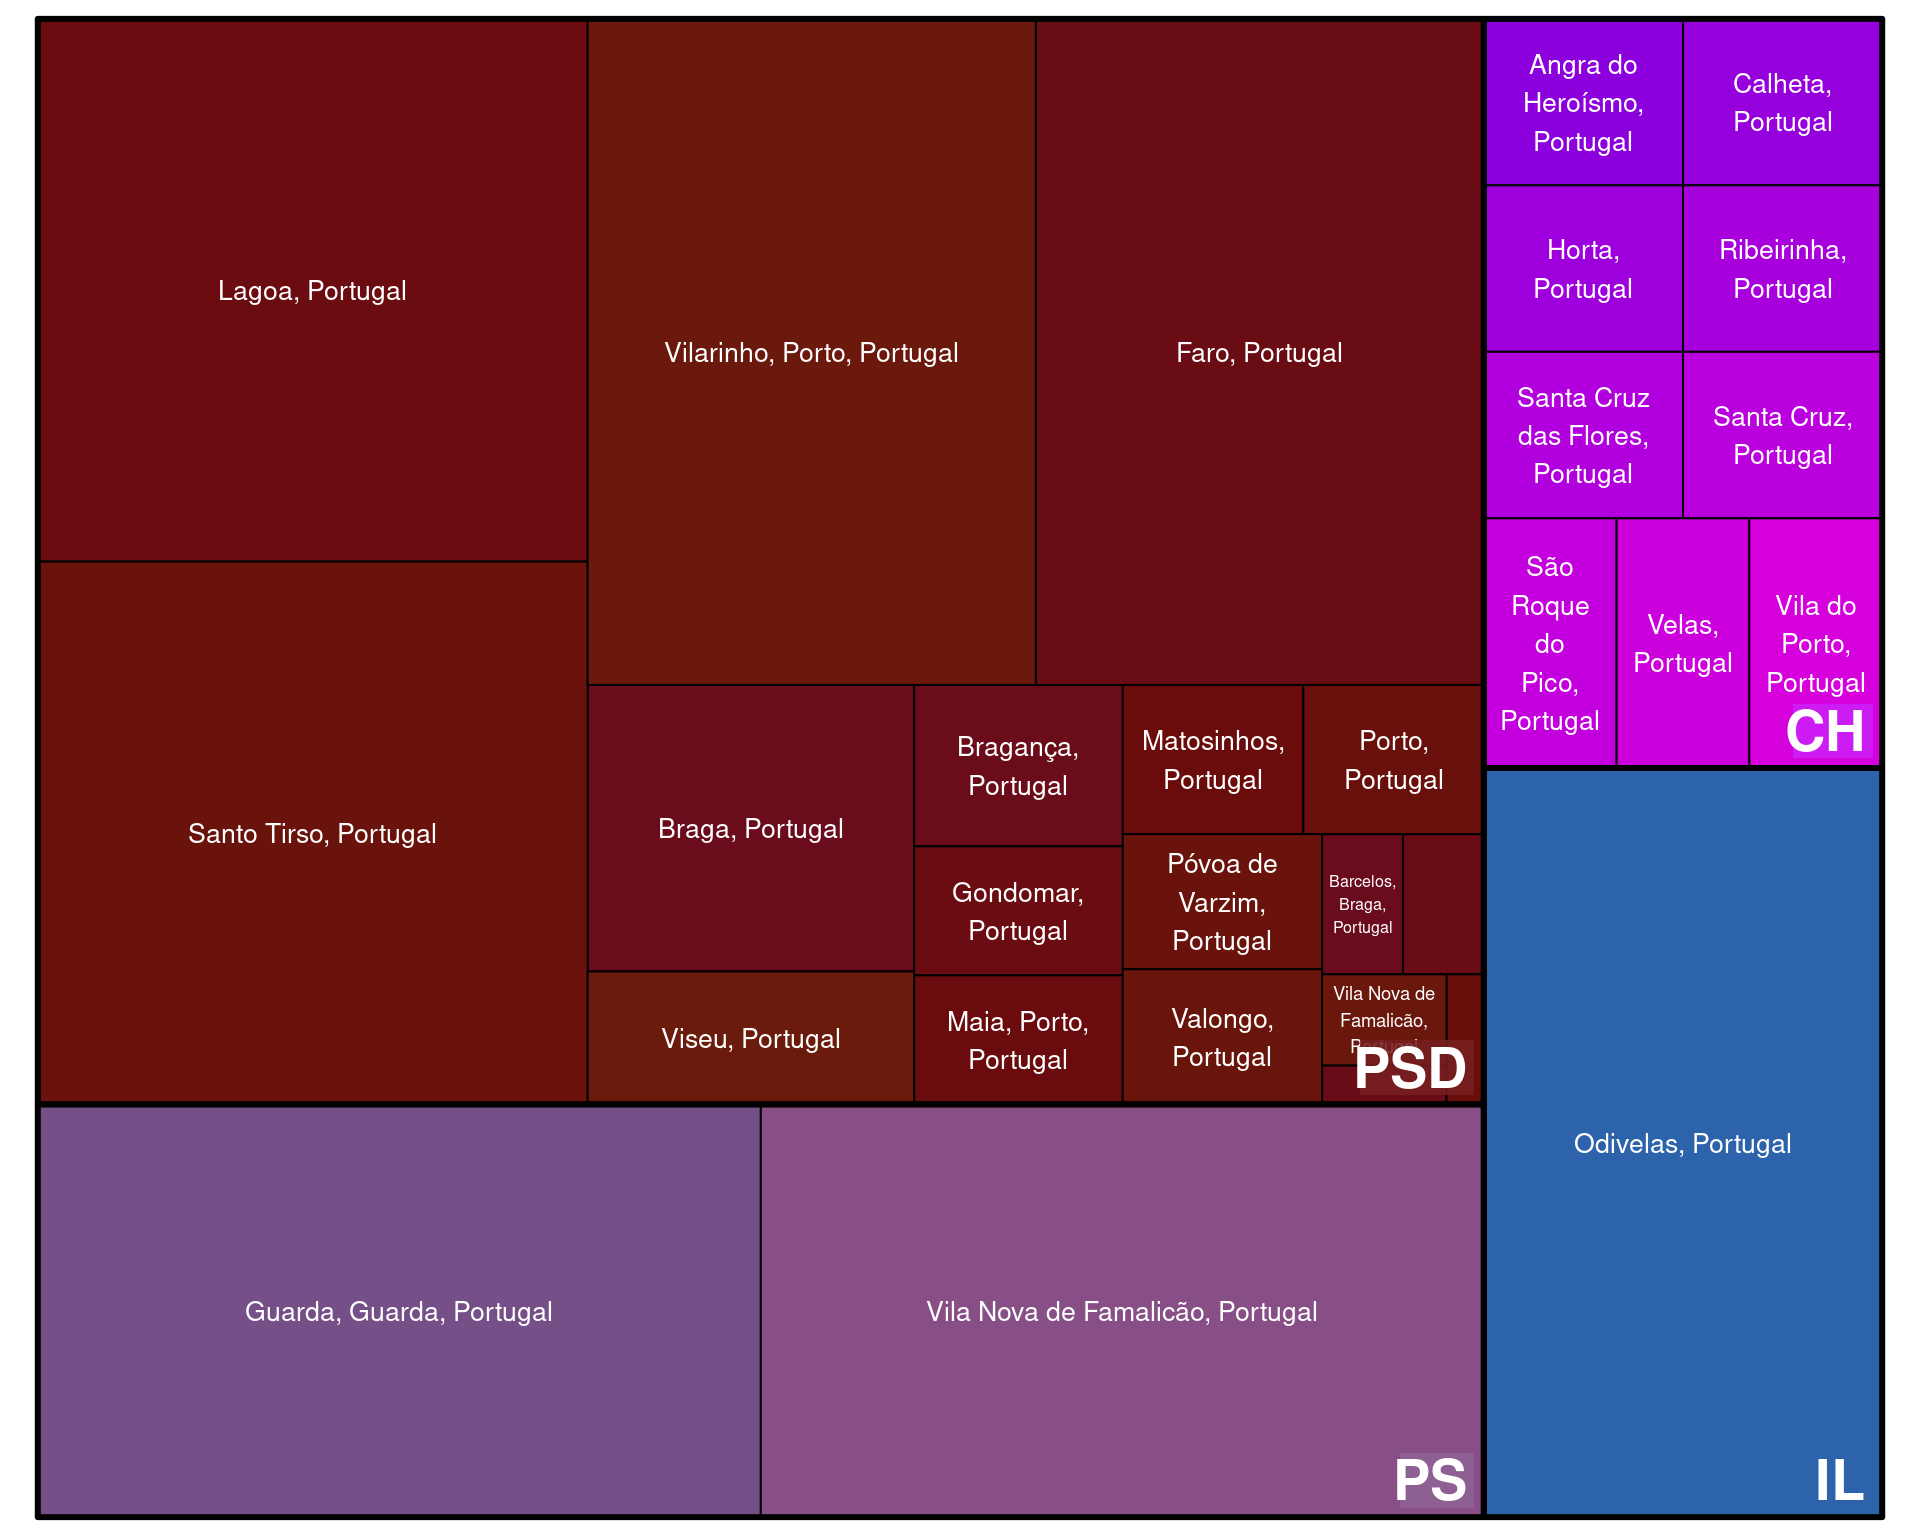 Lagoa, Portugal
Vilarinho, Porto, Portugal
Faro, Portugal
Santo Tirso, Portugal
Braga, Portugal
Viseu, Portugal
Bragança,
Portugal
Gondomar,
Portugal
Maia, Porto,
Portugal
Matosinhos,
Portugal
Porto,
Portugal
Póvoa de
Varzim,
Portugal
Valongo,
Portugal
Barcelos,
Braga,
Portugal
Vila Nova de
Famalicão,
Portugal
PSD
Guarda, Guarda, Portugal
Vila Nova de Famalicão, Portugal
PS
Angra do
Heroísmo,
Portugal
Calheta,
Portugal
Horta,
Portugal
Ribeirinha,
Portugal
Santa Cruz
das Flores,
Portugal
Santa Cruz,
Portugal
São
Roque
do
Pico,
Portugal
Velas,
Portugal
Vila do
Porto,
Portugal
CH
Odivelas, Portugal
IL